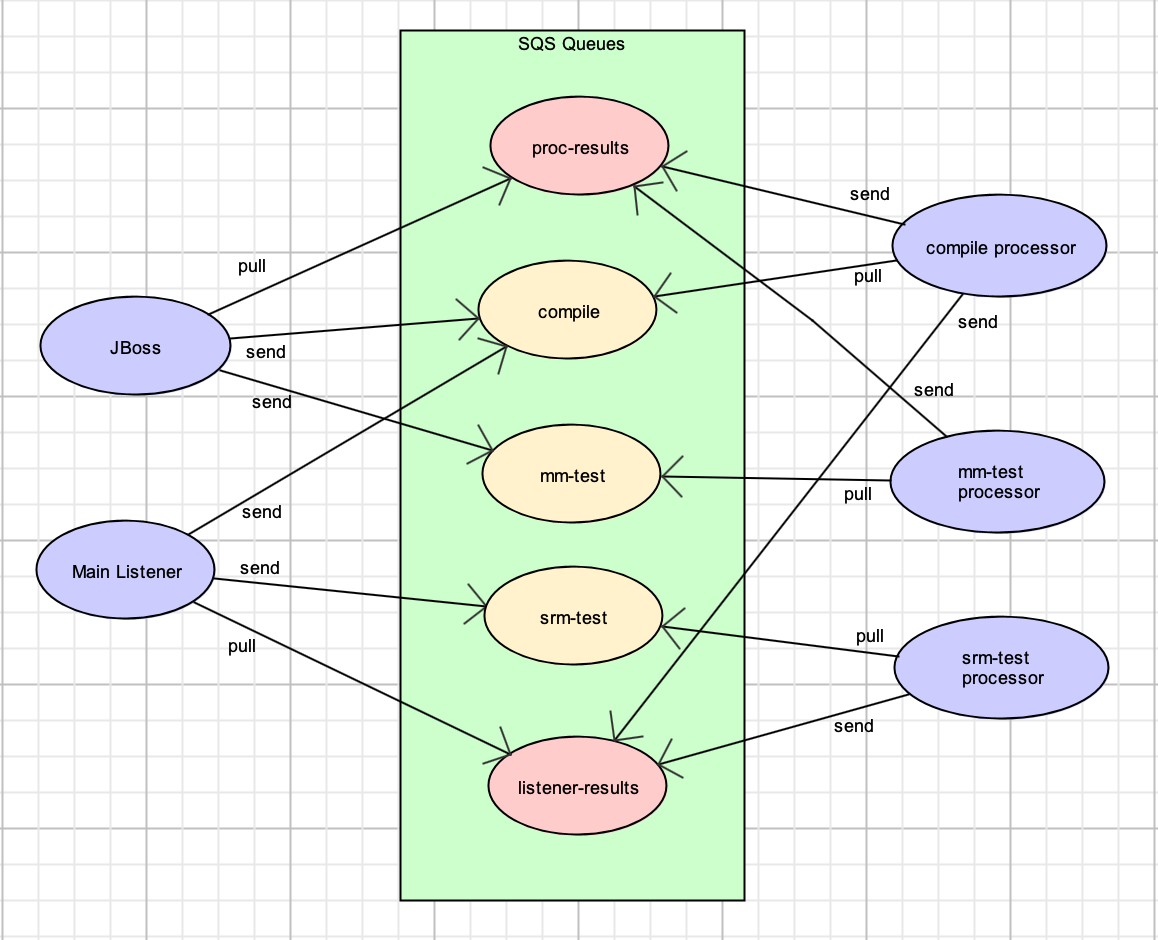 SQS Queues
proc-results
send
compile processor
pull
pull
compile
send
JBoss
send
send
send
mm-test
mm-test
processor
pull
send
Main Listener
send
srm-test
pull
srm-test
processor
pull
send
listener-results